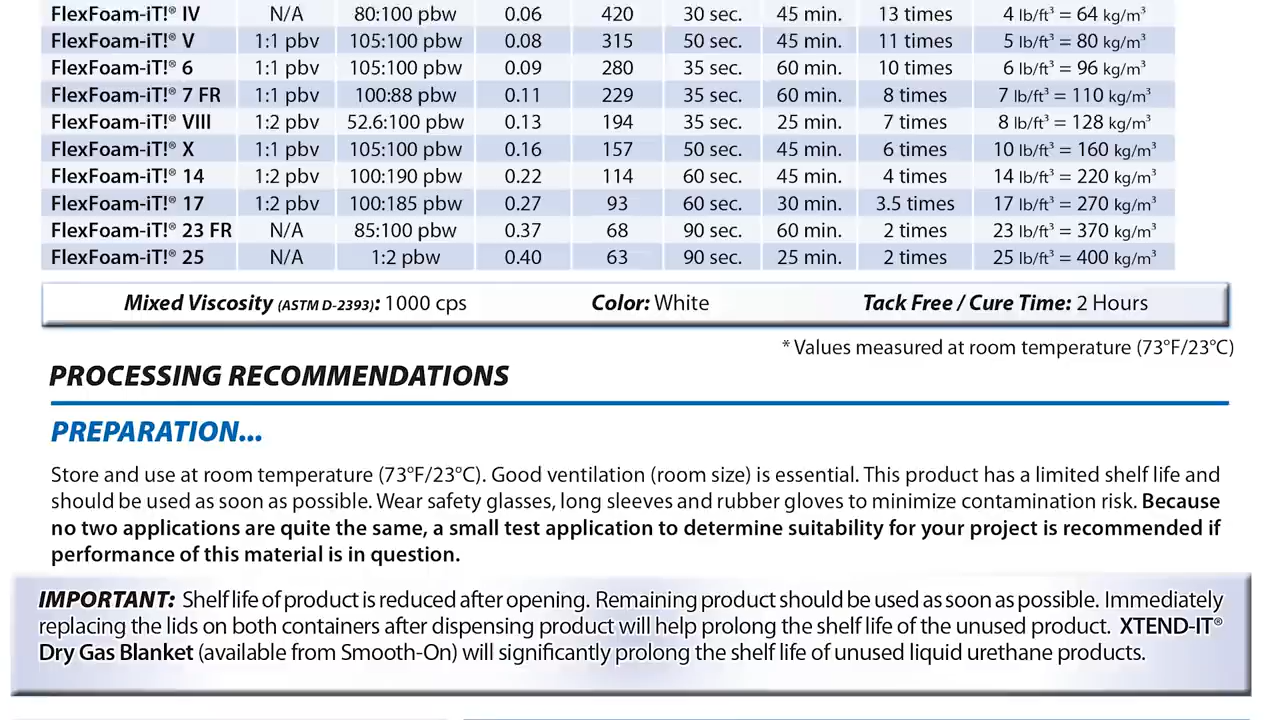 FlexFoam-iT!® IV N/A 80:100 pbw 0.06 420 30 sec. 45 min. 13 times 4 lb/ft³ = 64 kg/m³
FlexFoam-iT!® V 1:1 pbv 105:100 pbw 0.08 315 50 sec. 45 min. 11 times 5 lb/ft³ = 80 kg/m³
FlexFoam-iT!® 6 1:1 pbv 105:100 pbw 0.09 280 35 sec. 60 min. 10 times 6 lb/ft³ = 96 kg/m³
FlexFoam-iT!® 7 FR 1:1 pbv 100:88 pbw 0.11 229 35 sec. 60 min. 8 times 7 lb/ft³ = 110 kg/m³
FlexFoam-iT!® VIII 1:2 pbv 52.6:100 pbw 0.13 194 35 sec. 25 min. 7 times 8 lb/ft³ = 128 kg/m³
FlexFoam-iT!® X 1:1 pbv 105:100 pbw 0.16 157 50 sec. 45 min. 6 times 10 lb/ft³ = 160 kg/m³
FlexFoam-iT!® 14 1:2 pbv 100:190 pbw 0.22 114 60 sec. 45 min. 4 times 14 lb/ft³ = 220 kg/m³
FlexFoam-iT!® 17 1:2 pbv 100:185 pbw 0.27 93 60 sec. 30 min. 3.5 times 17 lb/ft³ = 270 kg/m³
FlexFoam-iT!® 23 FR N/A 85:100 pbw 0.37 68 90 sec. 60 min. 2 times 23 lb/ft³ = 370 kg/m³
FlexFoam-iT!® 25 N/A 1:2 pbw 0.40 63 90 sec. 25 min. 2 times 25 lb/ft³ = 400 kg/m³
Mixed Viscosity (ASTM D-2393): 1000 cps Color: White Tack Free / Cure Time: 2 Hours
* Values measured at room temperature (73°F/23°C)
PROCESSING RECOMMENDATIONS
PREPARATION...
Store and use at room temperature (73°F/23°C). Good ventilation (room size) is essential. This product has a limited shelf life and
should be used as soon as possible. Wear safety glasses, long sleeves and rubber gloves to minimize contamination risk. Because
no two applications are quite the same, a small test application to determine suitability for your project is recommended if
performance of this material is in question.
IMPORTANT: Shelf life of product is reduced after opening. Remaining product should be used as soon as possible. Immediately
replacing the lids on both containers after dispensing product will help prolong the shelf life of the unused product. XTEND-IT®
Dry Gas Blanket (available from Smooth-On) will significantly prolong the shelf life of unused liquid urethane products.